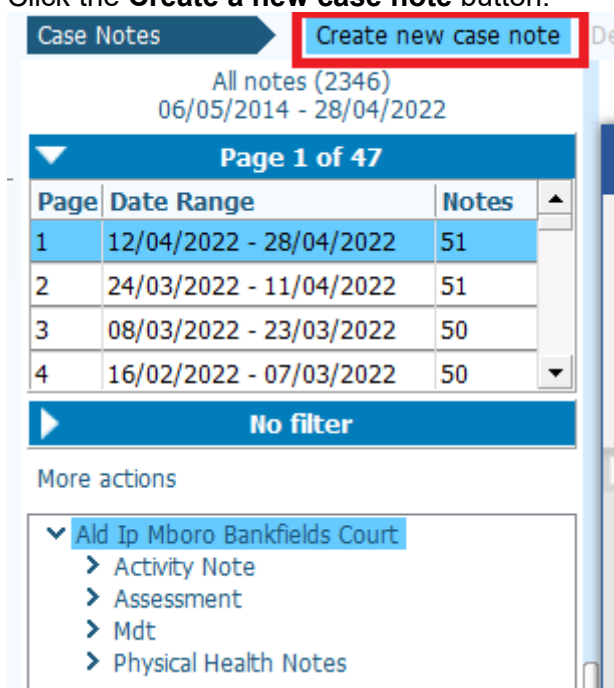 Click the Create a new case note button.
Case Notes Create new case note De
All notes (2346)
06/05/2014 - 28/04/2022
Page 1 of 47
Page Date Range Notes
1 12/04/2022 - 28/04/2022 51
2 24/03/2022 - 11/04/2022 51
3 08/03/2022 - 23/03/2022 50
4 16/02/2022 - 07/03/2022 50
No filter
More actions
Ald Ip Mboro Bankfields Court
Activity Note
Assessment
Mdt
Physical Health Notes